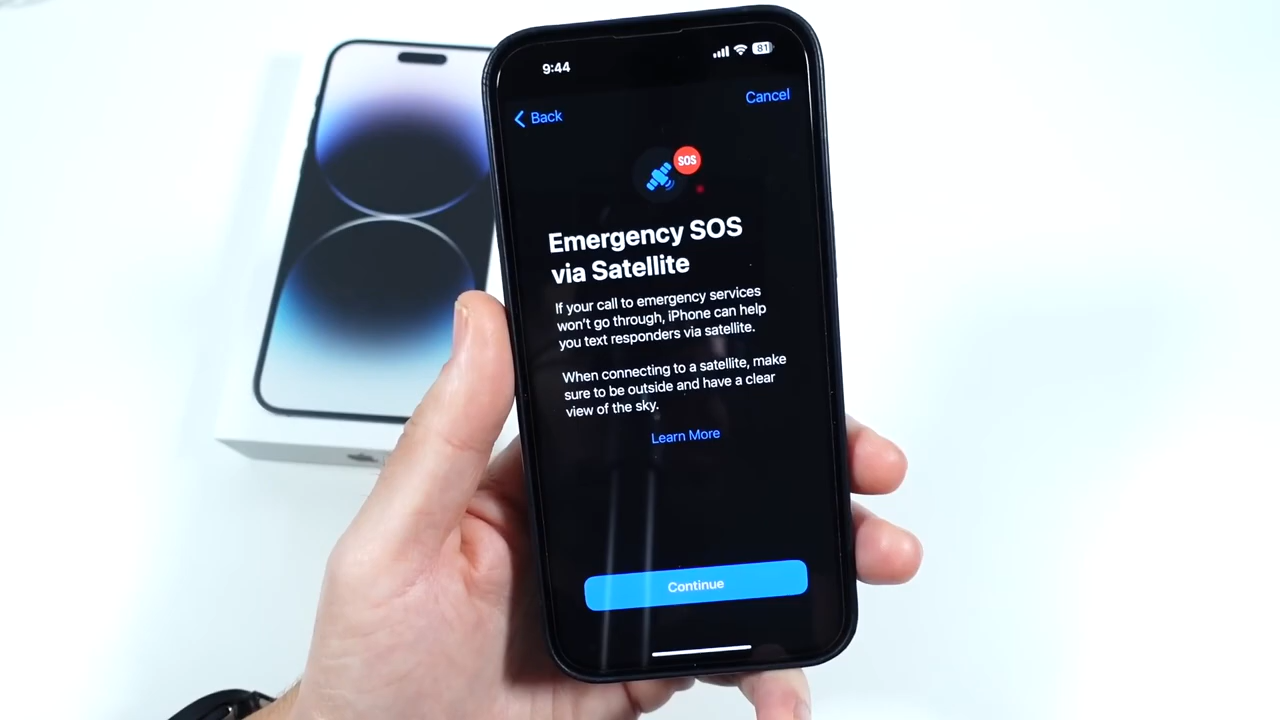 9:44
81
Back
Cancel
SOS
Emergency SOS
via Satellite
If your call to emergency services
won't go through, iPhone can help
you text responders via satellite.
When connecting to a satellite, make
sure to be outside and have a clear
view of the sky.
Learn More
Continue